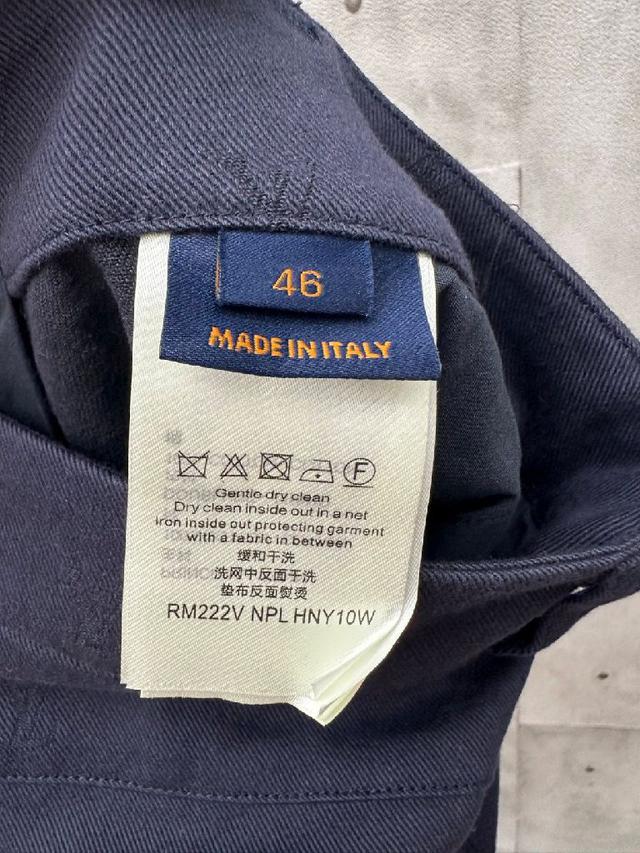 46
MADE IN ITALY
F
Gentle dry clean
Dry clean inside out in a net
iron inside out protecting garment
with a fabric in between
缓和干洗
洗网中反面干洗
垫布反面熨烫
RM222V NPL HNY10W